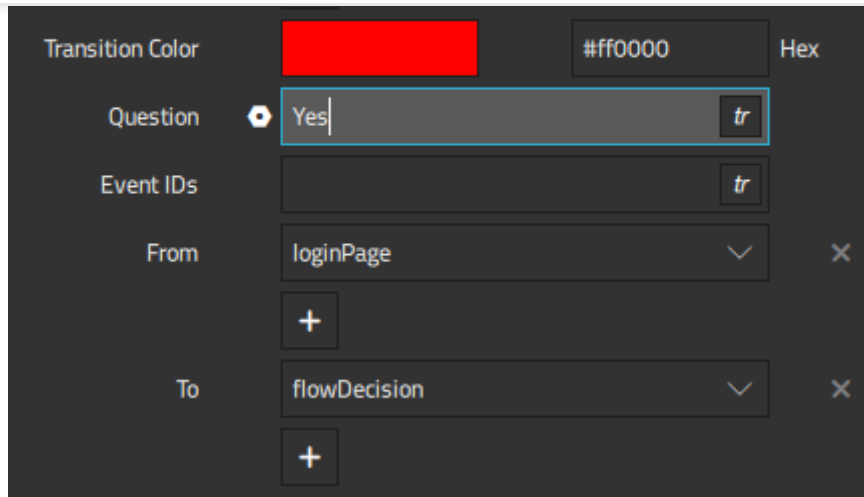 Transition Color #ff0000 Hex
Question Yes tr
Event IDs tr
From loginPage
+
To flowDecision
+